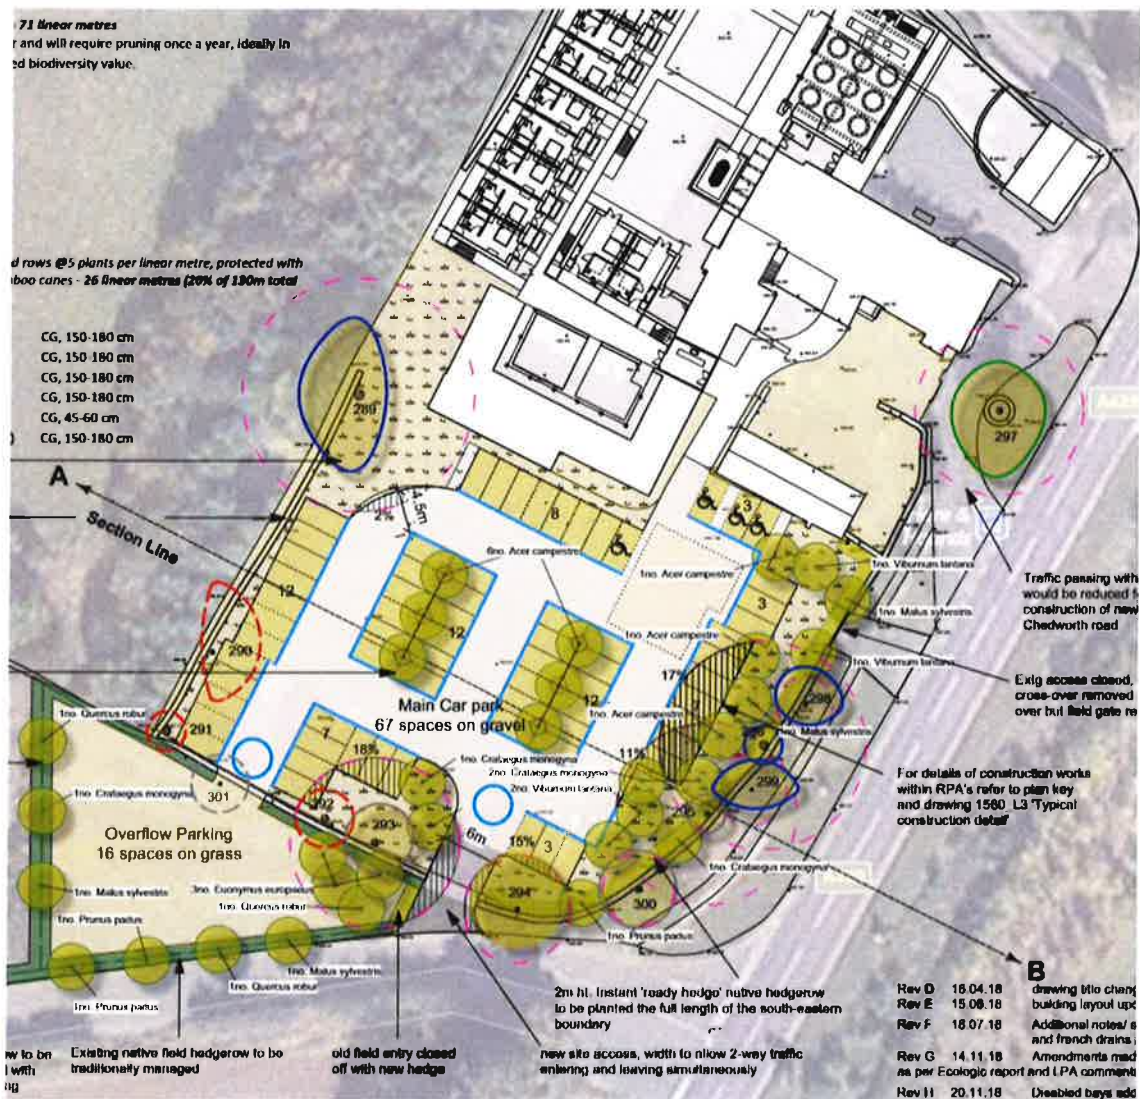 71 linear metres
and will require pruning once a year, ideally in
ed biodiversity value.
d rows @5 plants per linear metre, protected with
boo canes - 26 linear metres (20% of 130m total
CG, 150-180 cm
CG, 150-180 cm
CG, 150-180 cm
CG, 150-180 cm
CG, 45-60 cm
CG, 150-180 cm
A
Section Line
289
297
4.5m
2%
8
3
6no. Acer campestre
1no. Acer campestre
1no. Viburnum lantana
Traffic passing with
would be reduced
construction of new
Chedworth road
12
3
1no. Malus sylvestris
1no. Acer campestre
1no. Viburnum lantana
290
12
12
17%
Exig access closed,
cross-over removed
over but field gate re
298
Main Car park
67 spaces on gravel
1no. Acer campestre
1no. Malus sylvestris
1no. Quercus robur
291
7
18%
11%
1no. Crataegus monogyna
2no. Crataegus monogyna
2no. Viburnum lantana
299
For details of construction works
within RPA's refer to plan key
and drawing 1560 L3 'Typical
construction detail'
1no. Crataegus monogyna
301
292
293
295
Overflow Parking
16 spaces on grass
6m
15%
3
1no. Crataegus monogyna
1no. Malus sylvestris
3no. Euonymus europaeus
1no. Quercus robur
294
300
1no. Prunus padus
1no. Prunus padus
1no. Malus sylvestris
1no. Quercus robur
1no. Prunus padus
B
2m ht. Instant 'ready hedge' native hedgerow
to be planted the full length of the south-eastern
boundary
Rev D 16.04.18 drawing title chang
Rev E 15.06.18 building layout upd
Rev F 18.07.18 Additional notes/ s
and french drains
Rev G 14.11.18 Amendments mad
as per Ecologic report and LPA comments
Rev H 20.11.18 Disabled bays add
ow to be
with
ng
Existing native field hedgerow to be
traditionally managed
old field entry closed
off with new hedge
new site access, width to allow 2-way traffic
entering and leaving simultaneously